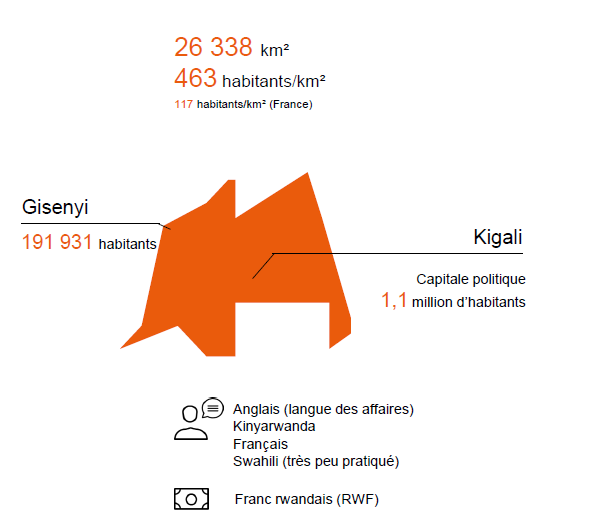 26 338 km²
463 habitants/km²
117 habitants/km² (France)
Gisenyi
191 931 habitants
Kigali
Capitale politique
1,1 million d'habitants
Anglais (langue des affaires)
Kinyarwanda
Français
Swahili (très peu pratiqué)
Franc rwandais (RWF)